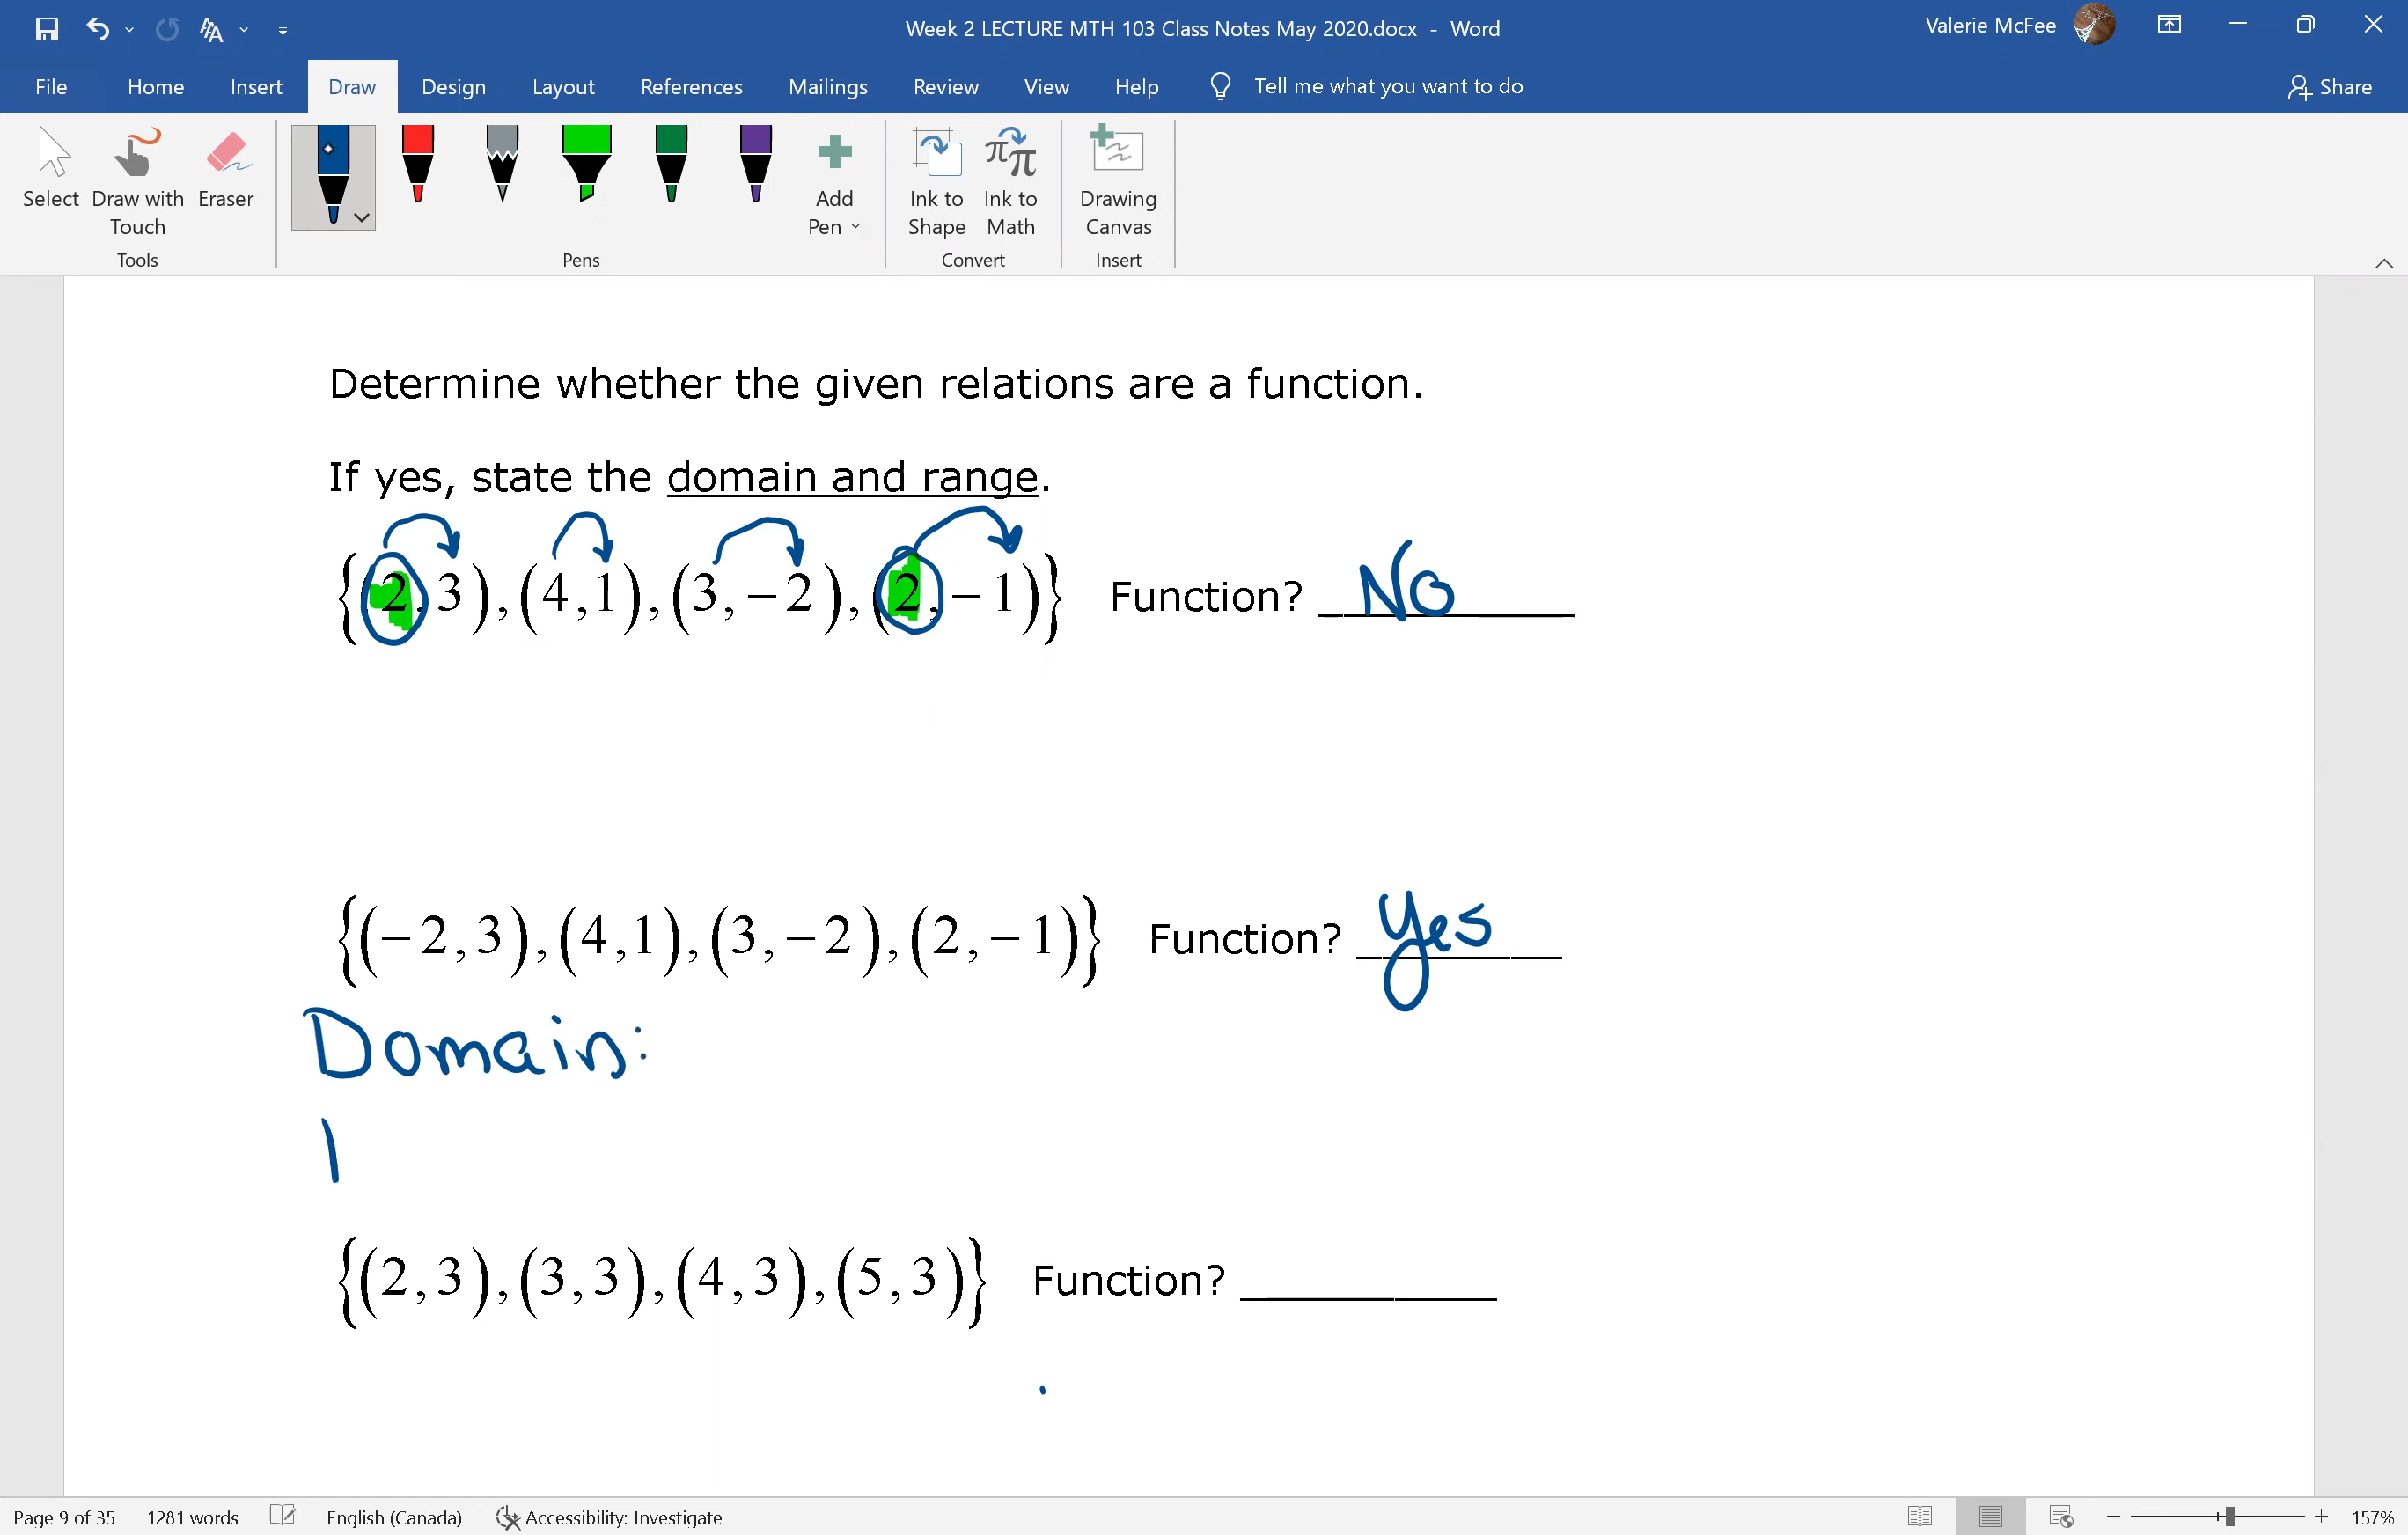 Week 2 LECTURE MTH 103 Class Notes May 2020.docx - Word
Valerie McFee
File Home Insert Draw Design Layout References Mailings Review View Help Tell me what you want to do Share
Select Draw with Touch Eraser Add Pen Ink to Shape Ink to Math Drawing Canvas
Tools Pens Convert Insert
Determine whether the given relations are a function.
If yes, state the domain and range.
{(2,3),(4,1),(3,−2),(2,−1)} Function? No
{(−2,3),(4,1),(3,−2),(2,−1)} Function? Yes
Domain:
{(2,3),(3,3),(4,3),(5,3)} Function? __________
Page 9 of 35 1281 words English (Canada) Accessibility: Investigate 157%